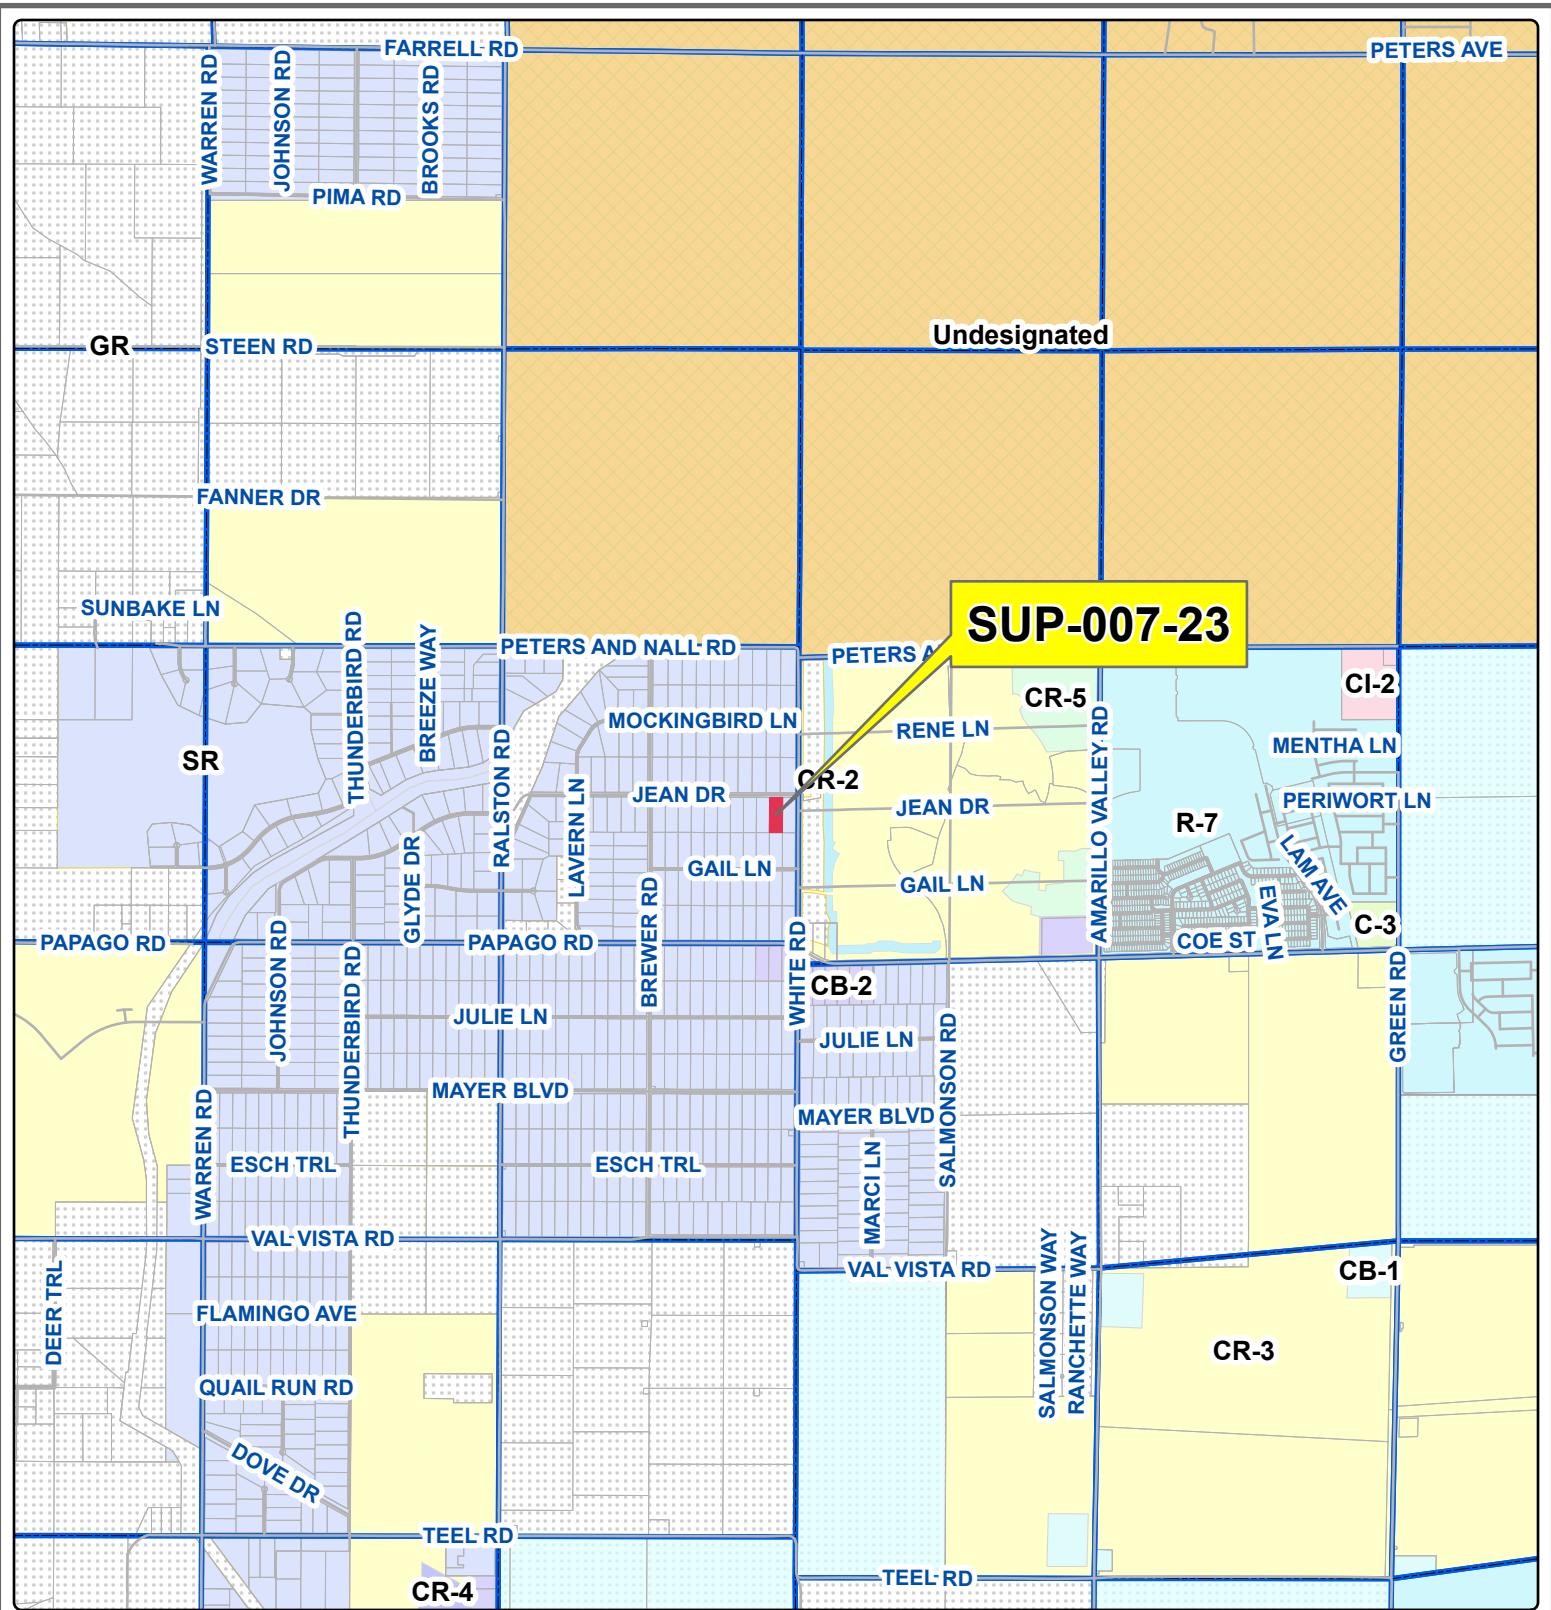 FARRELL RD
PETERS AVE
WARREN RD
JOHNSON RD
BROOKS RD
PIMA RD
Undesignated
GR
STEEN RD
FANNER DR
SUNBAKE LN
SUP-007-23
THUNDERBIRD RD
BREEZE WAY
PETERS AND NALL RD
PETERS A
CR-5
CI-2
MOCKINGBIRD LN
RENE LN
AMARILLO VALLEY RD
MENTHA LN
SR
RALSTON RD
CR-2
LAVERN LN
JEAN DR
JEAN DR
PERIWORT LN
R-7
GLYDE DR
GAIL LN
GAIL LN
LAM AVE
EVA LN
BREWER RD
WHITE RD
C-3
PAPAGO RD
JOHNSON RD
PAPAGO RD
COE ST
THUNDERBIRD RD
CB-2
GREEN RD
JULIE LN
JULIE LN
SALMONSON RD
MAYER BLVD
MAYER BLVD
WARREN RD
ESCH TRL
ESCH TRL
MARCI LN
VAL VISTA RD
VAL VISTA RD
SALMONSON WAY
RANCHETTE WAY
CB-1
DEER TRL
FLAMINGO AVE
CR-3
QUAIL RUN RD
DOVE DR
TEEL RD
TEEL RD
CR-4